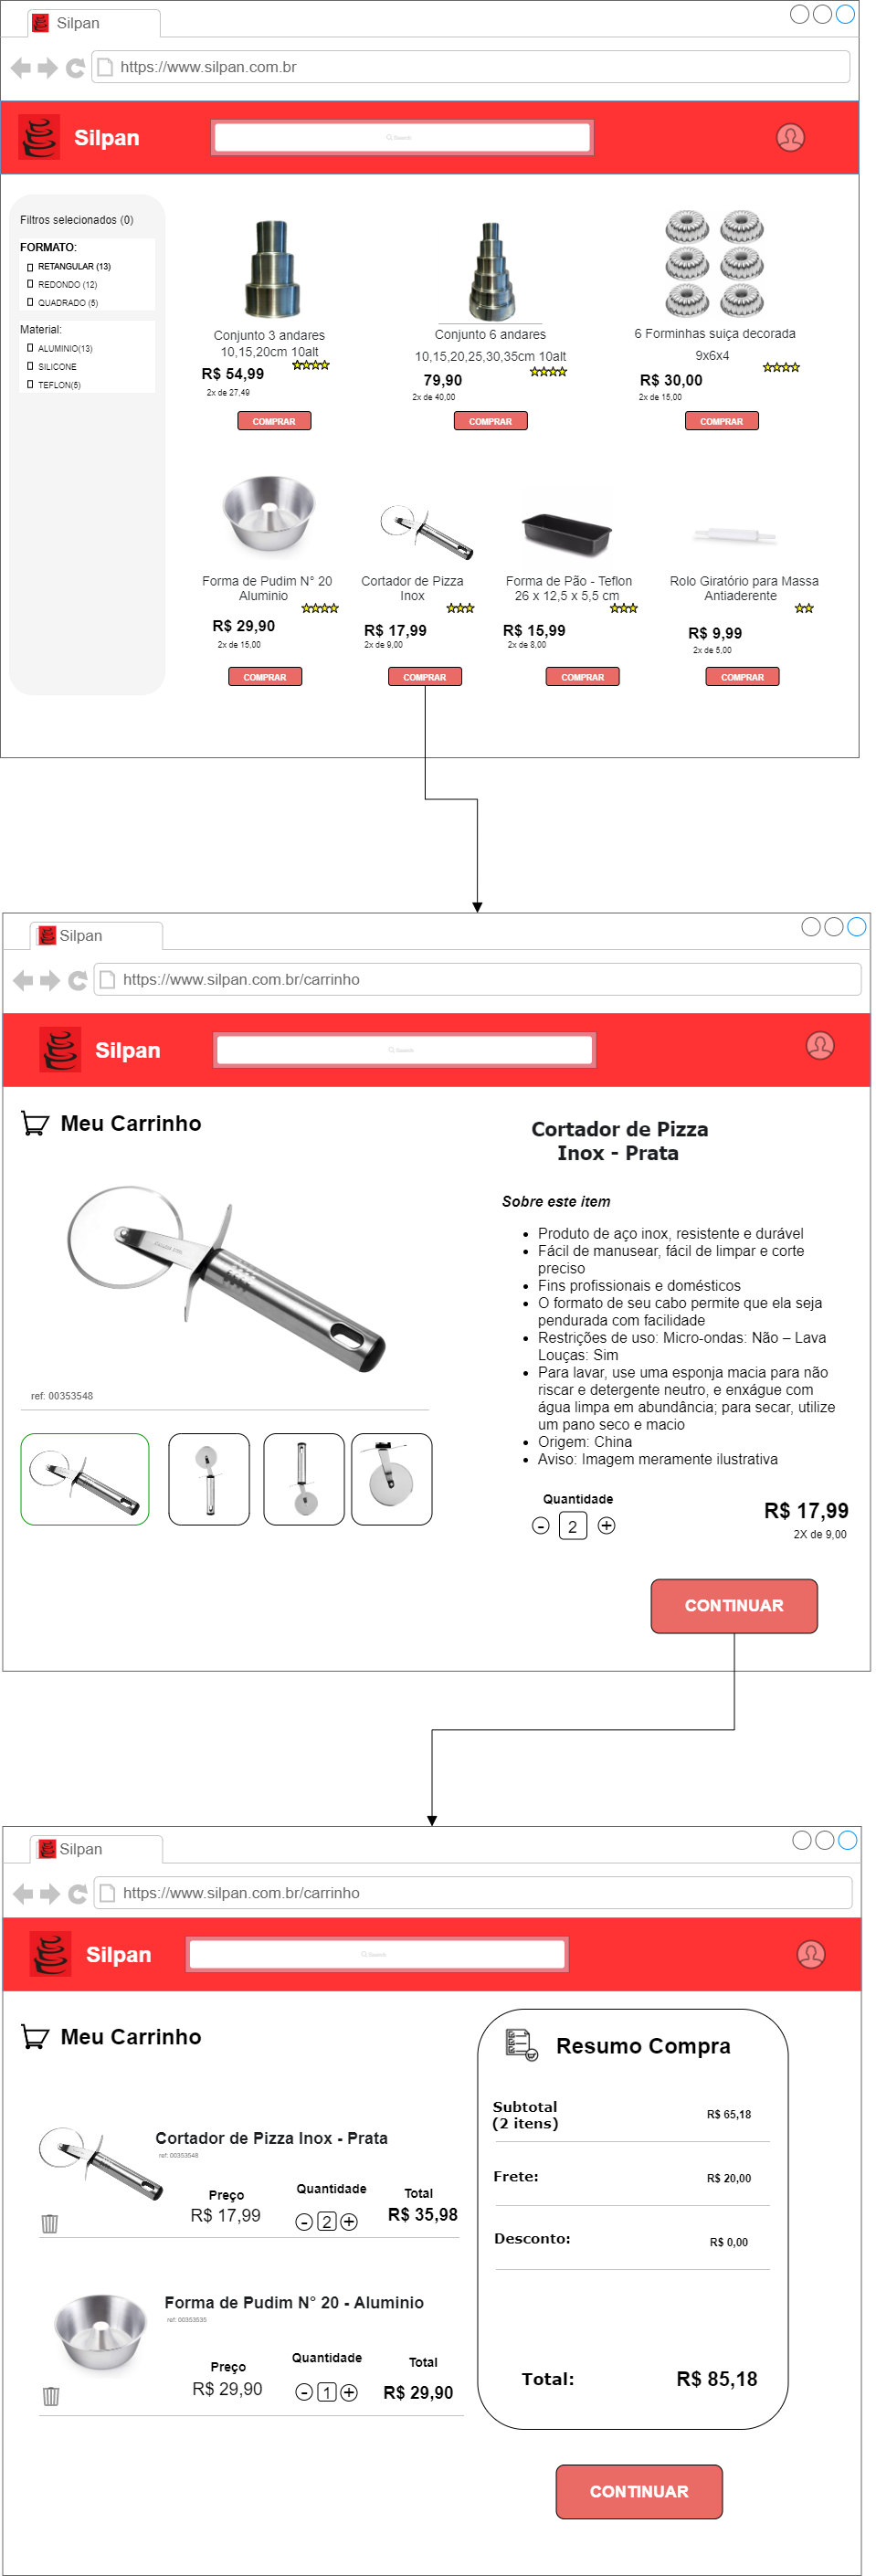 Silpan
https://www.silpan.com.br
Silpan
Search
Filtros selecionados (0)
FORMATO:
RETANGULAR (13)
REDONDO (12)
QUADRADO (5)
Material:
ALUMINIO(13)
SILICONE
TEFLON(5)
Conjunto 3 andares
10,15,20cm 10alt
R$ 54,99
2x de 27,49
COMPRAR
Conjunto 6 andares
10,15,20,25,30,35cm 10alt
79,90
2x de 40,00
COMPRAR
6 Forminhas suiça decorada
9x6x4
R$ 30,00
2x de 15,00
COMPRAR
Forma de Pudim N° 20
Aluminio
R$ 29,90
2x de 15,00
COMPRAR
Cortador de Pizza
Inox
R$ 17,99
2x de 9,00
COMPRAR
Forma de Pão - Teflon
26 x 12,5 x 5,5 cm
R$ 15,99
2x de 8,00
COMPRAR
Rolo Giratório para Massa
Antiaderente
R$ 9,99
2x de 5,00
COMPRAR
Silpan
https://www.silpan.com.br/carrinho
Silpan
Search
Meu Carrinho
ref: 00353548
Cortador de Pizza
Inox - Prata
Sobre este item
• Produto de aço inox, resistente e durável
• Fácil de manusear, fácil de limpar e corte
preciso
• Fins profissionais e domésticos
• O formato de seu cabo permite que ela seja
pendurada com facilidade
• Restrições de uso: Micro-ondas: Não – Lava
Louças: Sim
• Para lavar, use uma esponja macia para não
riscar e detergente neutro, e enxágue com
água limpa em abundância; para secar, utilize
um pano seco e macio
• Origem: China
• Aviso: Imagem meramente ilustrativa
Quantidade
- 2 +
R$ 17,99
2X de 9,00
CONTINUAR
Silpan
https://www.silpan.com.br/carrinho
Silpan
Search
Meu Carrinho
Cortador de Pizza Inox - Prata
ref: 00353548
Preço
R$ 17,99
Quantidade
- 2 +
Total
R$ 35,98
Forma de Pudim N° 20 - Aluminio
ref: 00353535
Preço
R$ 29,90
Quantidade
- 1 +
Total
R$ 29,90
Resumo Compra
Subtotal
(2 itens)
R$ 65,18
Frete:
R$ 20,00
Desconto:
R$ 0,00
Total:
R$ 85,18
CONTINUAR